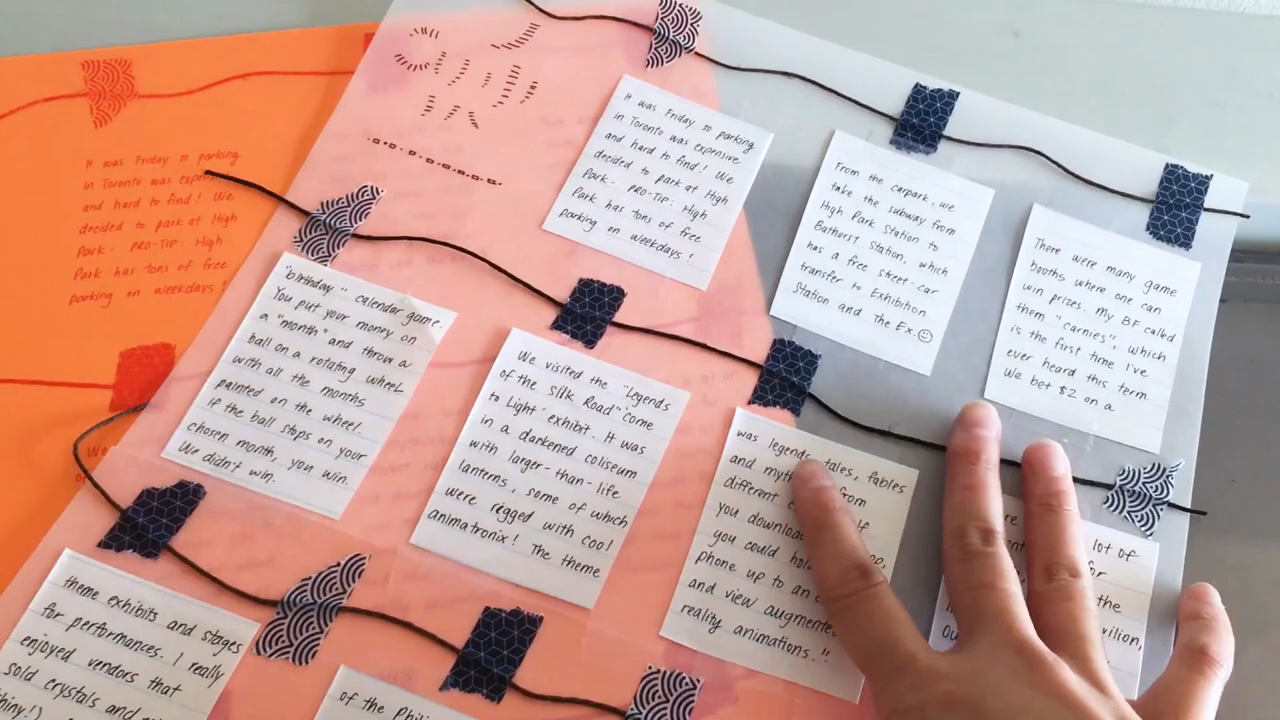 It was Friday so parking
in Toronto was expensive
and hard to find! We
decided to park at High
Park. PRO-TIP: High
Park has tons of free
parking on weekdays!
From the carpark, we
take the subway from
High Park Station to
Bathurst Station, which
has a free street-car
transfer to Exhibition
Station and The Ex. ☺
There were many game
booths, where one can
win prizes. My BF called
them "carnies", which
is the first time I've
ever heard this term.
We bet $2 on a
"birthday" calendar game.
You put your money on
a "month" and throw a
ball on a rotating wheel
with all the months
painted on the wheel.
If the ball stops on your
chosen month, you win.
We didn't win.
We visited the "Legends
of the Silk Road" 'Come
to Light' exhibit. It was
in a darkened coliseum
with larger-than-life
lanterns, some of which
were rigged with cool
animatronix! The theme
was legends, tales, fables
and from
different
you
you could
phone up to an
and view augmented
reality animations."
lot of
for
the
theme exhibits and stages
for performances. I really
enjoyed vendors that
sold crystals and
of the
It was Friday so parking
in Toronto was
and hard to find! We
decided to park at High
Park. PRO-TIP: High
Park has tons of free
parking on weekdays!